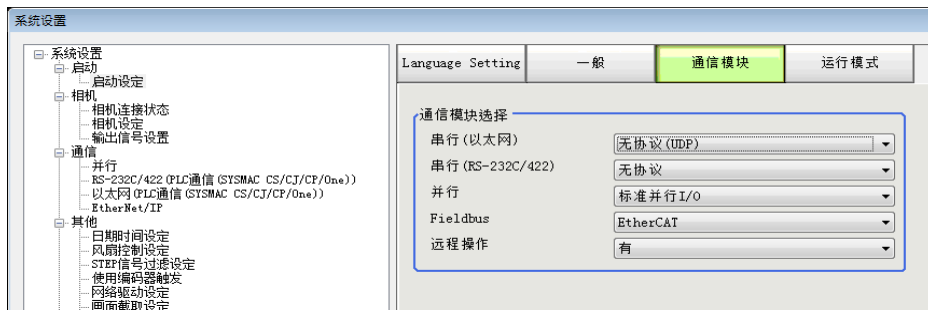 系统设置
系统设置
启动
启动设定
相机
相机连接状态
相机设定
输出信号设置
通信
并行
RS-232C/422(PLC通信(SYSMAC CS/CJ/CP/One))
以太网(PLC通信(SYSMAC CS/CJ/CP/One))
EtherNet/IP
其他
日期时间设定
风扇控制设定
STEP信号过滤设定
使用编码器触发
网络驱动设定
画面截取设定
Language Setting 一般 通信模块 运行模式
通信模块选择
串行(以太网) 无协议(UDP)
串行(RS-232C/422) 无协议
并行 标准并行I/O
Fieldbus EtherCAT
远程操作 有